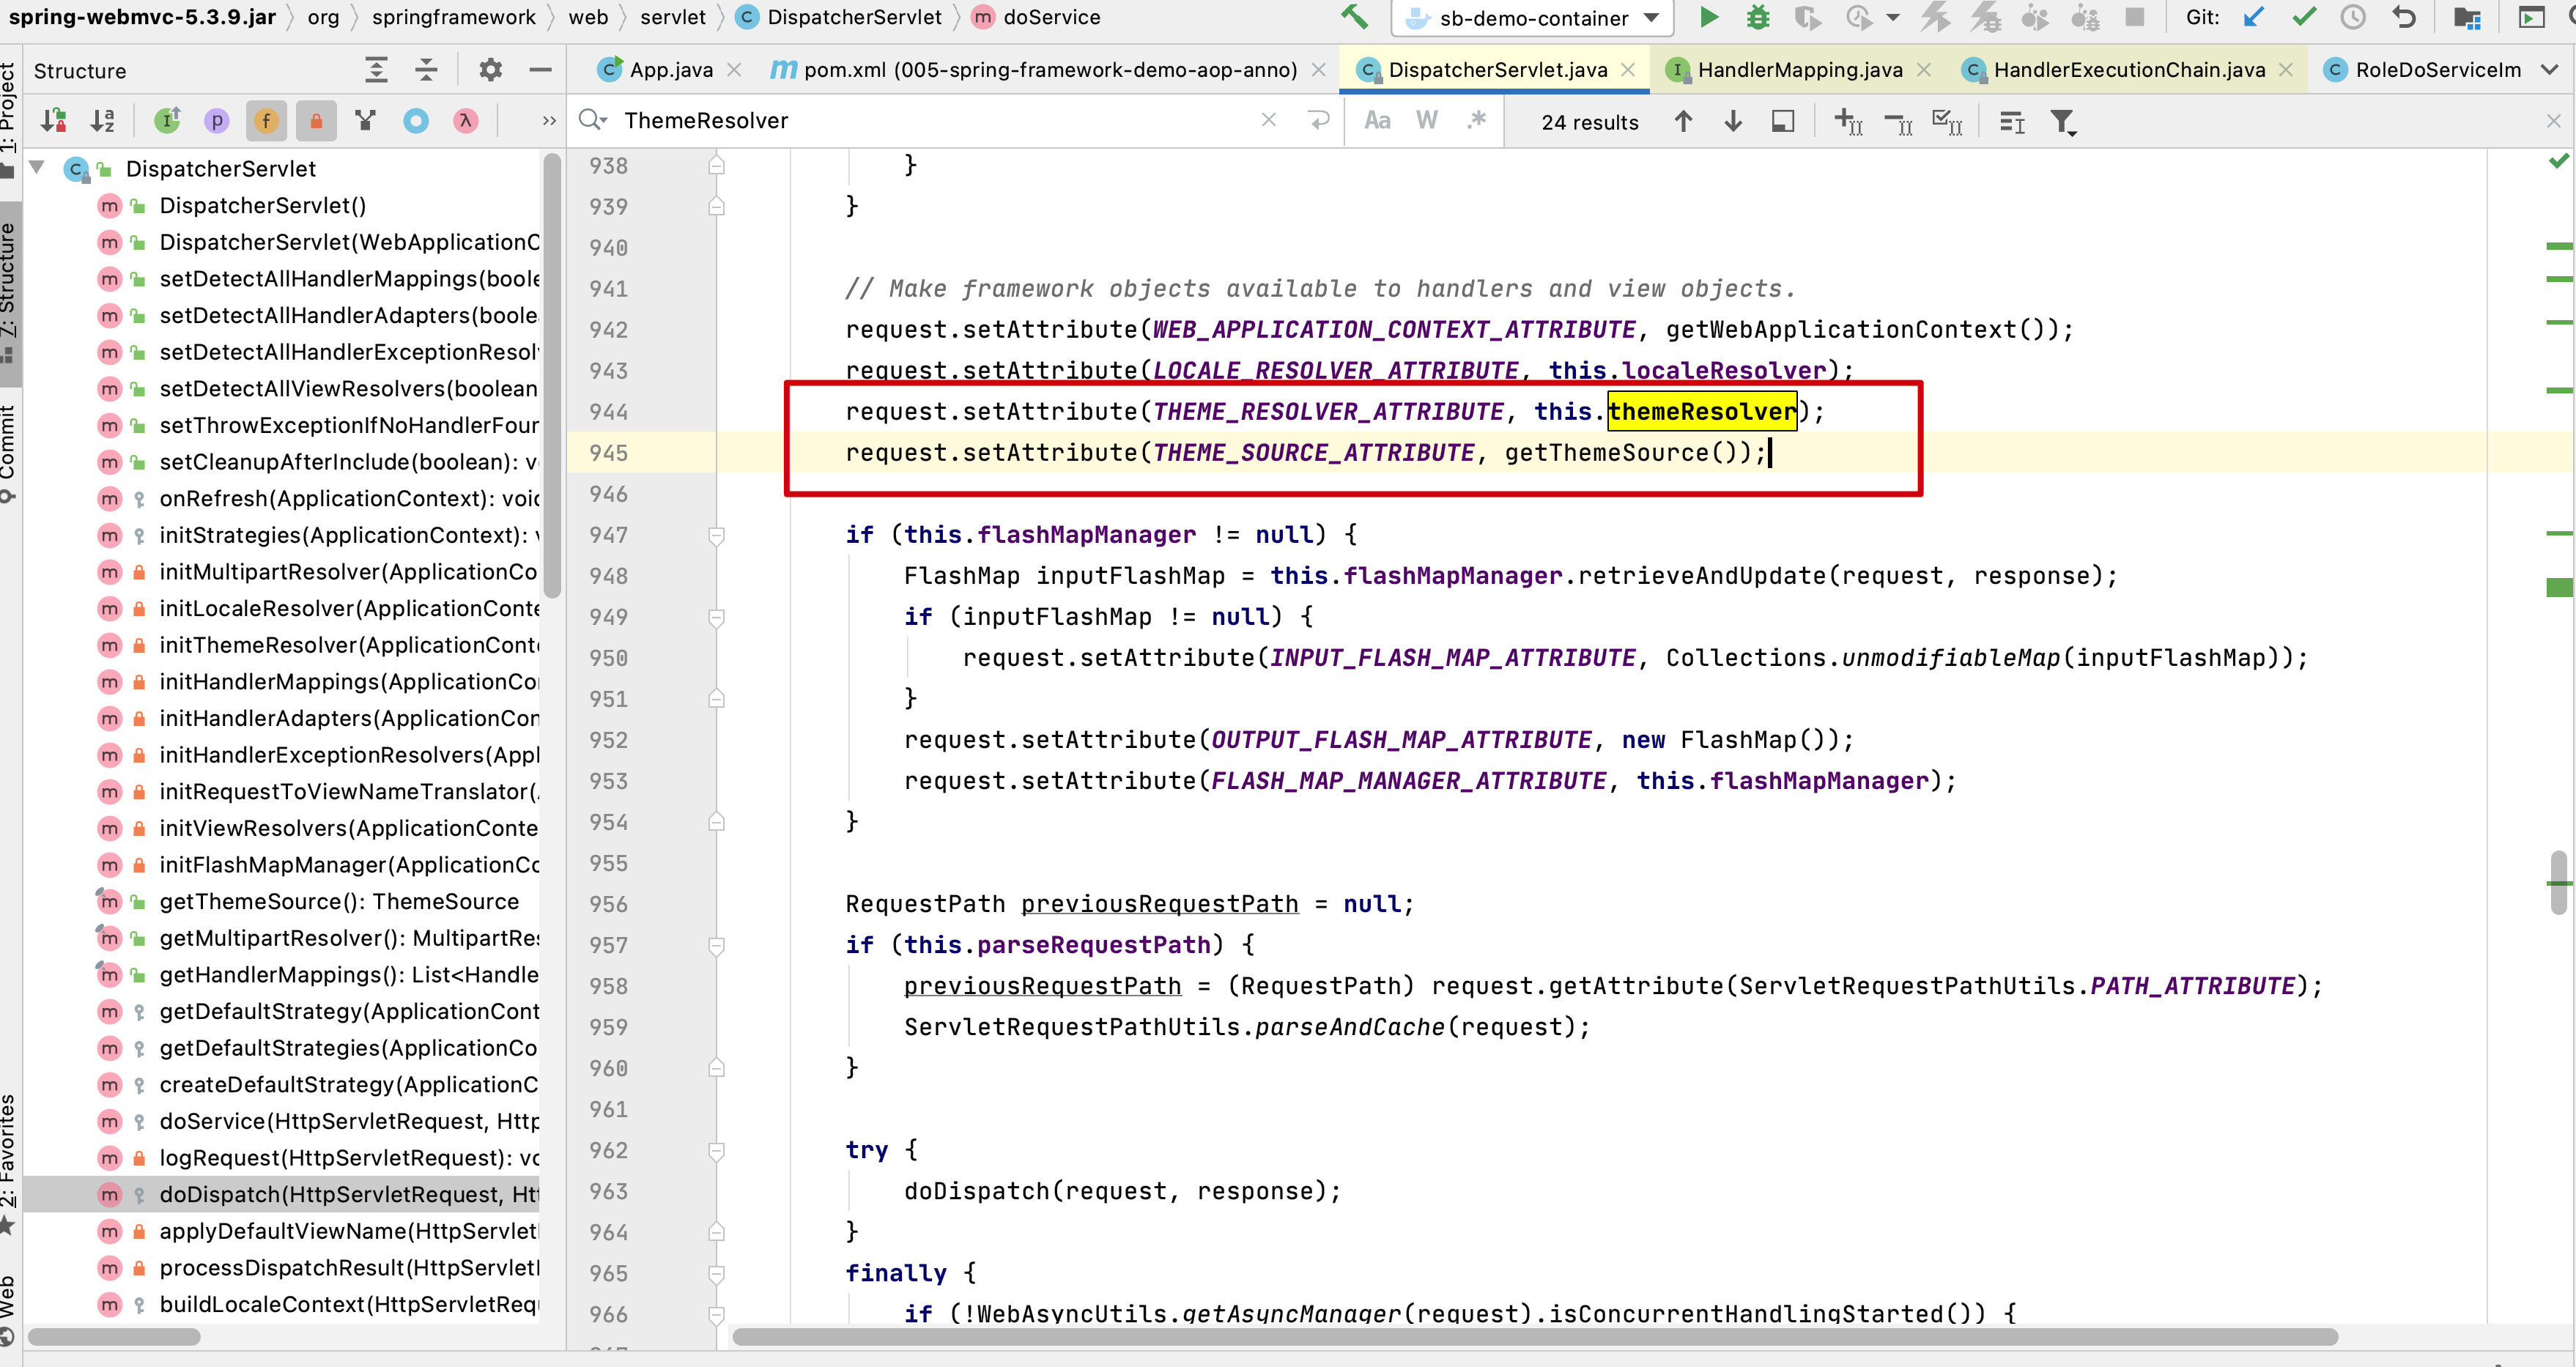 spring-webmvc-5.3.9.jar org springframework web servlet DispatcherServlet doService
sb-demo-container Git:
Structure
App.java pom.xml (005-spring-framework-demo-aop-anno) DispatcherServlet.java HandlerMapping.java HandlerExecutionChain.java RoleDoServiceIm
ThemeResolver Aa W .* 24 results
1: Project
7: Structure
Commit
2: Favorites
Web
DispatcherServlet
DispatcherServlet()
DispatcherServlet(WebApplicationC
setDetectAllHandlerMappings(boole
setDetectAllHandlerAdapters(boole
setDetectAllHandlerExceptionResol
setDetectAllViewResolvers(boolean
setThrowExceptionIfNoHandlerFour
setCleanupAfterInclude(boolean): v
onRefresh(ApplicationContext): void
initStrategies(ApplicationContext): v
initMultipartResolver(ApplicationCo
initLocaleResolver(ApplicationConte
initThemeResolver(ApplicationConte
initHandlerMappings(ApplicationCo
initHandlerAdapters(ApplicationCon
initHandlerExceptionResolvers(Appl
initRequestToViewNameTranslator(
initViewResolvers(ApplicationConte
initFlashMapManager(ApplicationCo
getThemeSource(): ThemeSource
getMultipartResolver(): MultipartRes
getHandlerMappings(): List<Handle
getDefaultStrategy(ApplicationCont
getDefaultStrategies(ApplicationCo
createDefaultStrategy(ApplicationC
doService(HttpServletRequest, Http
logRequest(HttpServletRequest): vo
doDispatch(HttpServletRequest, Htt
applyDefaultViewName(HttpServletI
processDispatchResult(HttpServletI
buildLocaleContext(HttpServletRequ
938 }
939 }
940
941 // Make framework objects available to handlers and view objects.
942 request.setAttribute(WEB_APPLICATION_CONTEXT_ATTRIBUTE, getWebApplicationContext());
943 request.setAttribute(LOCALE_RESOLVER_ATTRIBUTE, this.localeResolver);
944 request.setAttribute(THEME_RESOLVER_ATTRIBUTE, this.themeResolver);
945 request.setAttribute(THEME_SOURCE_ATTRIBUTE, getThemeSource());
946
947 if (this.flashMapManager != null) {
948 FlashMap inputFlashMap = this.flashMapManager.retrieveAndUpdate(request, response);
949 if (inputFlashMap != null) {
950 request.setAttribute(INPUT_FLASH_MAP_ATTRIBUTE, Collections.unmodifiableMap(inputFlashMap));
951 }
952 request.setAttribute(OUTPUT_FLASH_MAP_ATTRIBUTE, new FlashMap());
953 request.setAttribute(FLASH_MAP_MANAGER_ATTRIBUTE, this.flashMapManager);
954 }
955
956 RequestPath previousRequestPath = null;
957 if (this.parseRequestPath) {
958 previousRequestPath = (RequestPath) request.getAttribute(ServletRequestPathUtils.PATH_ATTRIBUTE);
959 ServletRequestPathUtils.parseAndCache(request);
960 }
961
962 try {
963 doDispatch(request, response);
964 }
965 finally {
966 if (!WebAsyncUtils.getAsyncManager(request).isConcurrentHandlingStarted()) {